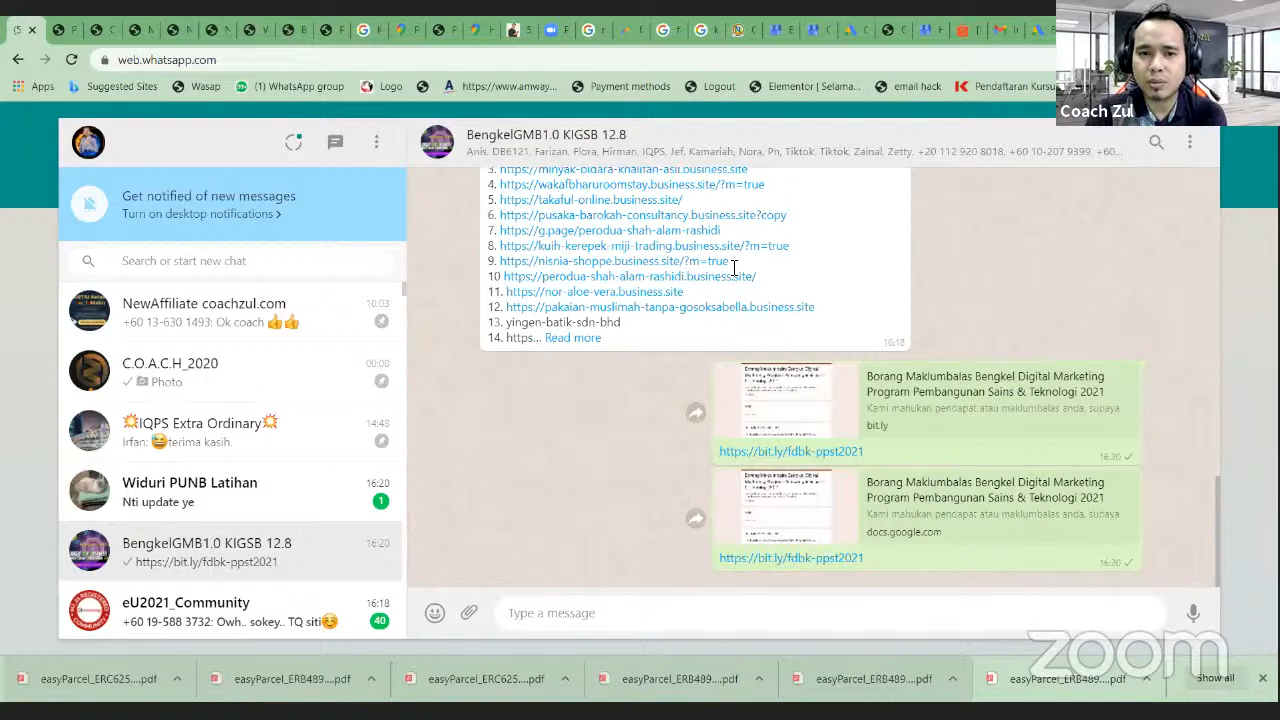 (5
web.whatsapp.com
Apps
Suggested Sites
Wasap
(1) WhatsApp group
Logo
https://www.amway...
Payment methods
Logout
Elementor | Selama...
email hack
Pendaftaran Kursu
Coach Zul
BengkelGMB1.0 KIGSB 12.8
Anis, DB6121, Farizan, Flora, Hirman, IQPS, Jef, Kamariah, Nora, Pn, Tiktok, Tiktok, Zainal, Zetty, +20 112 920 8018, +60 10-207 9399, +60...
Get notified of new messages
Turn on desktop notifications >
Search or start new chat
NewAffiliate coachzul.com
10:03
+60 13-630 1493: Ok coach 👍👍
C.O.A.C.H_2020
00:00
Photo
💥IQPS Extra Ordinary💥
14:48
Irfan: 😅terima kasih.
Widuri PUNB Latihan
16:20
Nti update ye
1
BengkelGMB1.0 KIGSB 12.8
16:20
https://bit.ly/fdbk-ppst2021
eU2021_Community
16:18
+60 19-588 3732: Owh.. sokey.. TQ siti☺️
40
3. https://minyak-bidara-khalifah-asli.business.site/
4. https://wakafbharuroomstay.business.site/?m=true
5. https://takaful-online.business.site/
6. https://pusaka-barokah-consultancy.business.site?copy
7. https://g.page/perodua-shah-alam-rashidi
8. https://kuih-kerepek-miji-trading.business.site/?m=true
9. https://nisnia-shoppe.business.site/?m=true
10 https://perodua-shah-alam-rashidi.business.site/
11. https://nor-aloe-vera.business.site
12. https://pakaian-muslimah-tanpa-gosoksabella.business.site
13. yingen-batik-sdn-bhd
14. https... Read more
16:18
Borang Maklumbalas Bengkel Digital Marketing
Program Pembangunan Sains & Teknologi 2021
Kami mahukan pendapat atau maklumbalas anda, supaya
bit.ly
https://bit.ly/fdbk-ppst2021
16:20
Borang Maklumbalas Bengkel Digital Marketing
Program Pembangunan Sains & Teknologi 2021
Kami mahukan pendapat atau maklumbalas anda, supaya
docs.google.com
https://bit.ly/fdbk-ppst2021
16:20
Type a message
zoom
easyParcel_ERC625....pdf
easyParcel_ERB489....pdf
easyParcel_ERC625....pdf
easyParcel_ERB489....pdf
easyParcel_ERB489....pdf
easyParcel_ERB489....pdf
Show all